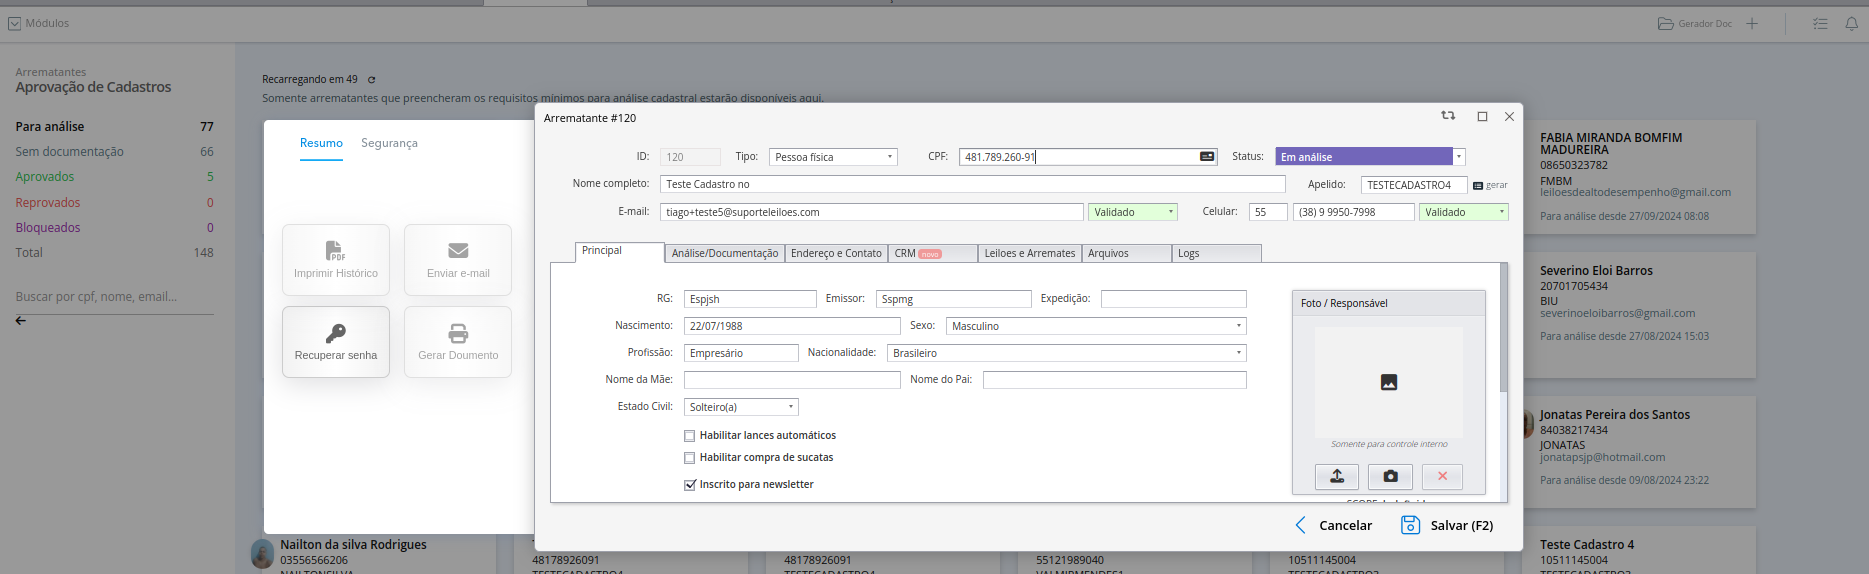 Módulos
Gerador Doc
Arrematantes
Aprovação de Cadastros
Para análise 77
Sem documentação 66
Aprovados 5
Reprovados 0
Bloqueados 0
Total 148
Buscar por cpf, nome, email...
Recarregando em 49
Somente arrematantes que preencheram os requisitos mínimos para análise cadastral estarão disponíveis aqui.
Resumo Segurança
Imprimir Histórico
Enviar e-mail
Recuperar senha
Gerar Doumento
Arrematante #120
ID: 120 Tipo: Pessoa física CPF: 481.789.260-91 Status: Em análise
Nome completo: Teste Cadastro no Apelido: TESTECADASTRO4 gerar
E-mail: tiago+teste5@suporteleiloes.com Validado Celular: 55 (38) 9 9950-7998 Validado
Principal Análise/Documentação Endereço e Contato CRM novo Leiloes e Arremates Arquivos Logs
RG: Espjsh Emissor: Sspmg Expedição:
Nascimento: 22/07/1988 Sexo: Masculino
Profissão: Empresário Nacionalidade: Brasileiro
Nome da Mãe: Nome do Pai:
Estado Civil: Solteiro(a)
Habilitar lances automáticos
Habilitar compra de sucatas
Inscrito para newsletter
Foto / Responsável
Somente para controle interno
Cancelar Salvar (F2)
FABIA MIRANDA BOMFIM
MADUREIRA
08650323782
FMBM
leiloesdealtodesempenho@gmail.com
Para análise desde 27/09/2024 08:08
Severino Eloi Barros
20701705434
BIU
severinoeloibarros@gmail.com
Para análise desde 27/08/2024 15:03
Jonatas Pereira dos Santos
84038217434
JONATAS
jonatapsjp@hotmail.com
Para análise desde 09/08/2024 23:22
Nailton da silva Rodrigues
03556566206
NAILTONSILVA
48178926091
TESTECADASTRO4
48178926091
TESTECADASTRO4
55121989040
VALMIRMENDES1
10511145004
TESTECADASTRO3
Teste Cadastro 4
10511145004